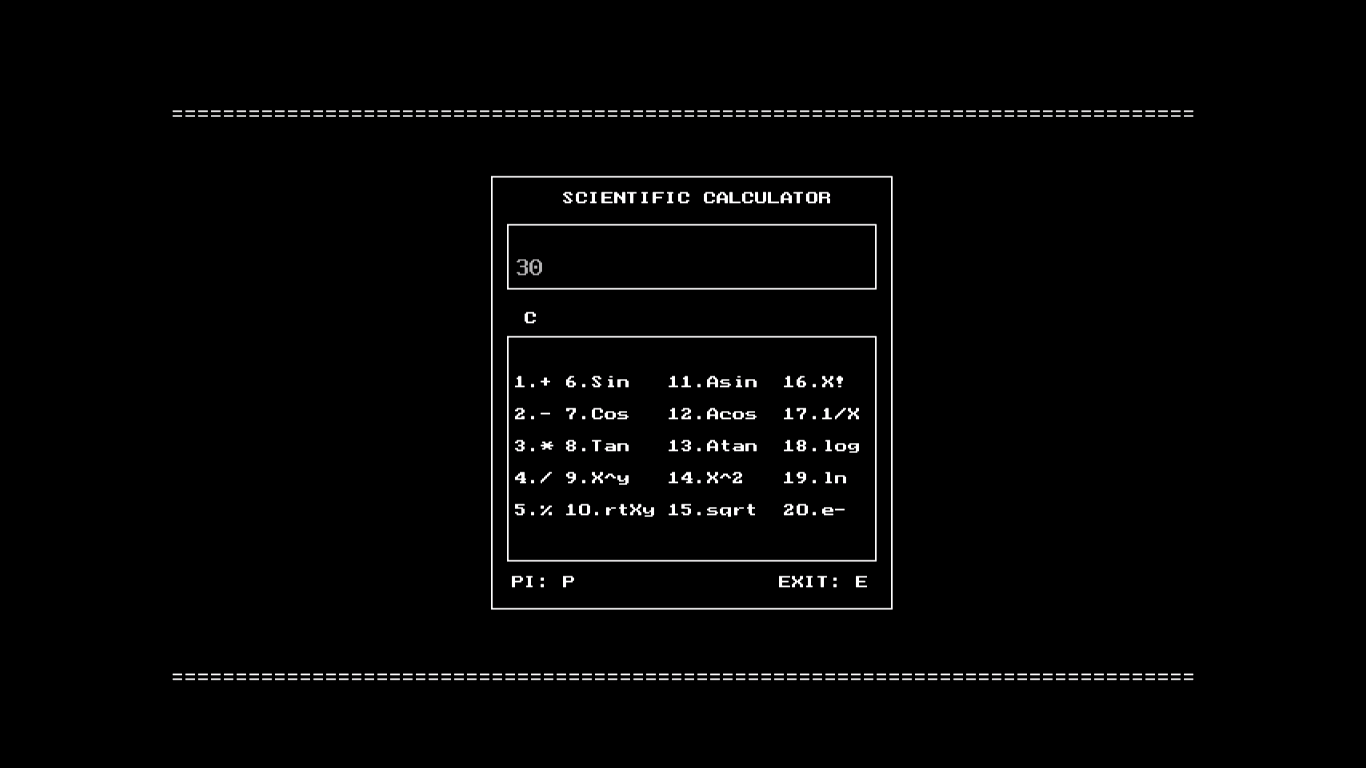 ================================================================================
SCIENTIFIC CALCULATOR
30
C
1.+ 6.Sin 11.Asin 16.X!
2.- 7.Cos 12.Acos 17.1/X
3.* 8.Tan 13.Atan 18.log
4./ 9.X^y 14.X^2 19.ln
5.% 10.rtXy 15.sqrt 20.e-
PI: P EXIT: E
================================================================================